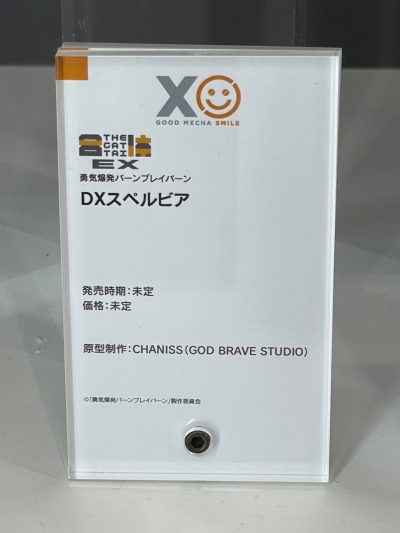 XO
GOOD MECHA SMILE
合 THE GATTAI 体
EX
勇気爆発バーンブレイバーン
DXスペルビア
発売時期：未定
価格：未定
原型制作：CHANISS（GOD BRAVE STUDIO）
©「勇気爆発バーンブレイバーン」製作委員会